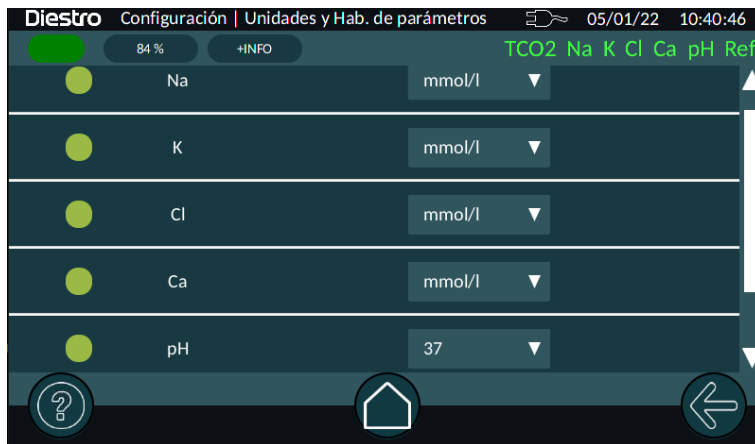 Diestro Configuración | Unidades y Hab. de parámetros 05/01/22 10:40:46
84 % +INFO TCO2 Na K Cl Ca pH Ref
Na mmol/l ▼
K mmol/l ▼
Cl mmol/l ▼
Ca mmol/l ▼
pH 37 ▼
?